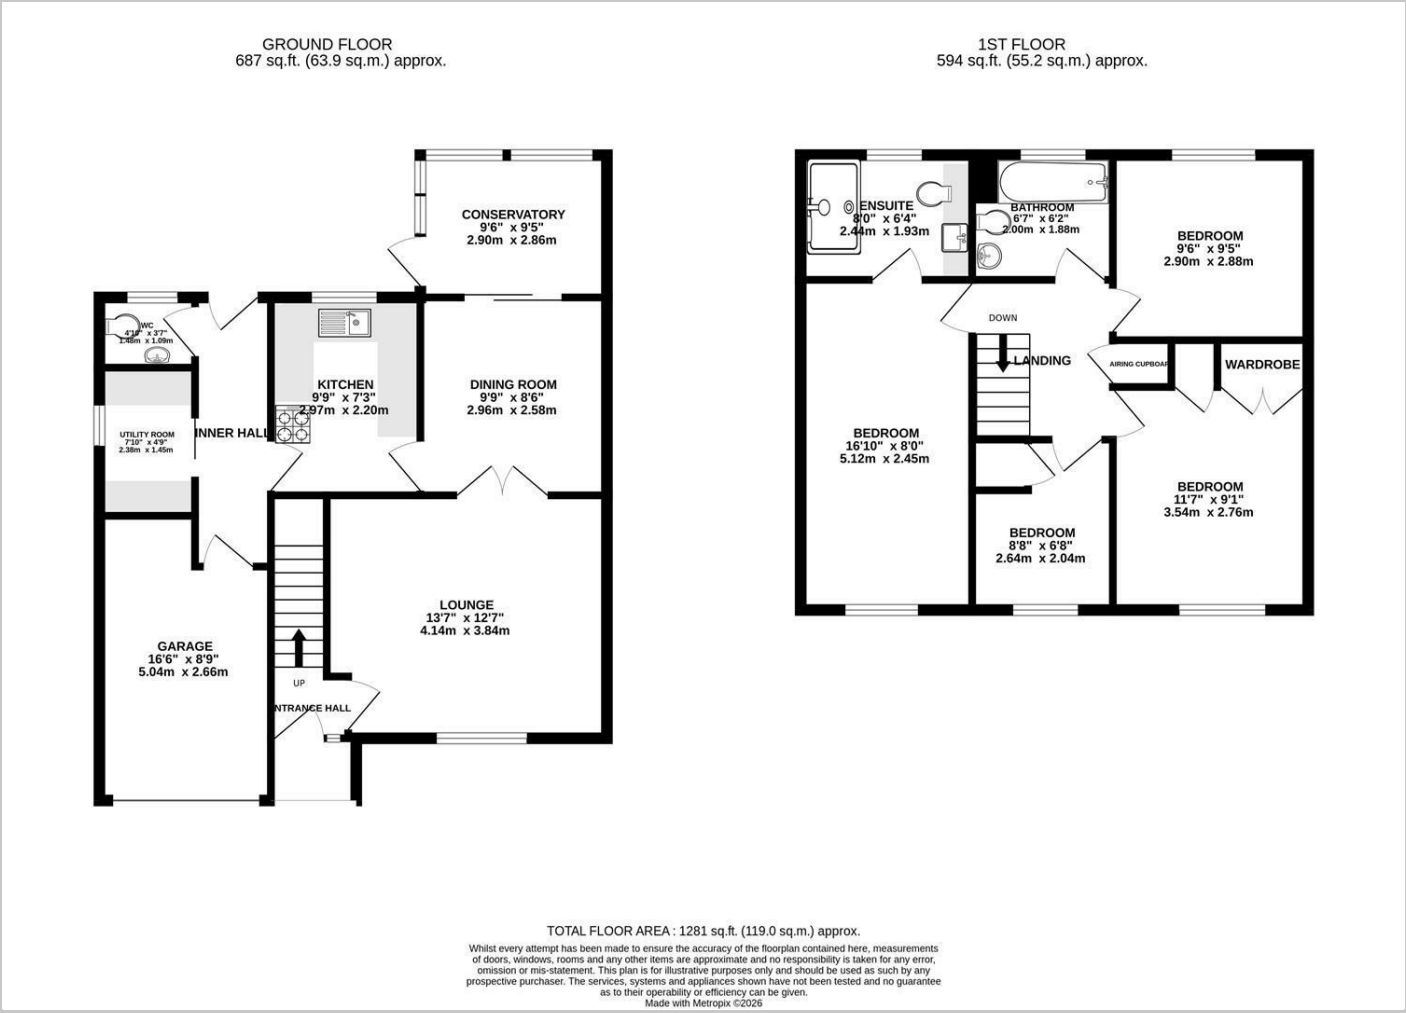 GROUND FLOOR
687 sq.ft. (63.9 sq.m.) approx.
1ST FLOOR
594 sq.ft. (55.2 sq.m.) approx.
CONSERVATORY
9'6" x 9'5"
2.90m x 2.86m
WC
4'10" x 3'7"
1.48m x 1.09m
KITCHEN
9'9" x 7'3"
2.97m x 2.20m
DINING ROOM
9'9" x 8'6"
2.96m x 2.58m
UTILITY ROOM
7'10" x 4'9"
2.38m x 1.45m
INNER HALL
LOUNGE
13'7" x 12'7"
4.14m x 3.84m
GARAGE
16'6" x 8'9"
5.04m x 2.66m
UP
NTRANCE HALL
ENSUITE
8'0" x 6'4"
2.44m x 1.93m
BATHROOM
6'7" x 6'2"
2.00m x 1.88m
BEDROOM
9'6" x 9'5"
2.90m x 2.88m
DOWN
LANDING
AIRING CUPBOAR
WARDROBE
BEDROOM
16'10" x 8'0"
5.12m x 2.45m
BEDROOM
11'7" x 9'1"
3.54m x 2.76m
BEDROOM
8'8" x 6'8"
2.64m x 2.04m
TOTAL FLOOR AREA : 1281 sq.ft. (119.0 sq.m.) approx.
Whilst every attempt has been made to ensure the accuracy of the floorplan contained here, measurements
of doors, windows, rooms and any other items are approximate and no responsibility is taken for any error,
omission or mis-statement. This plan is for illustrative purposes only and should be used as such by any
prospective purchaser. The services, systems and appliances shown have not been tested and no guarantee
as to their operability or efficiency can be given.
Made with Metropix ©2026